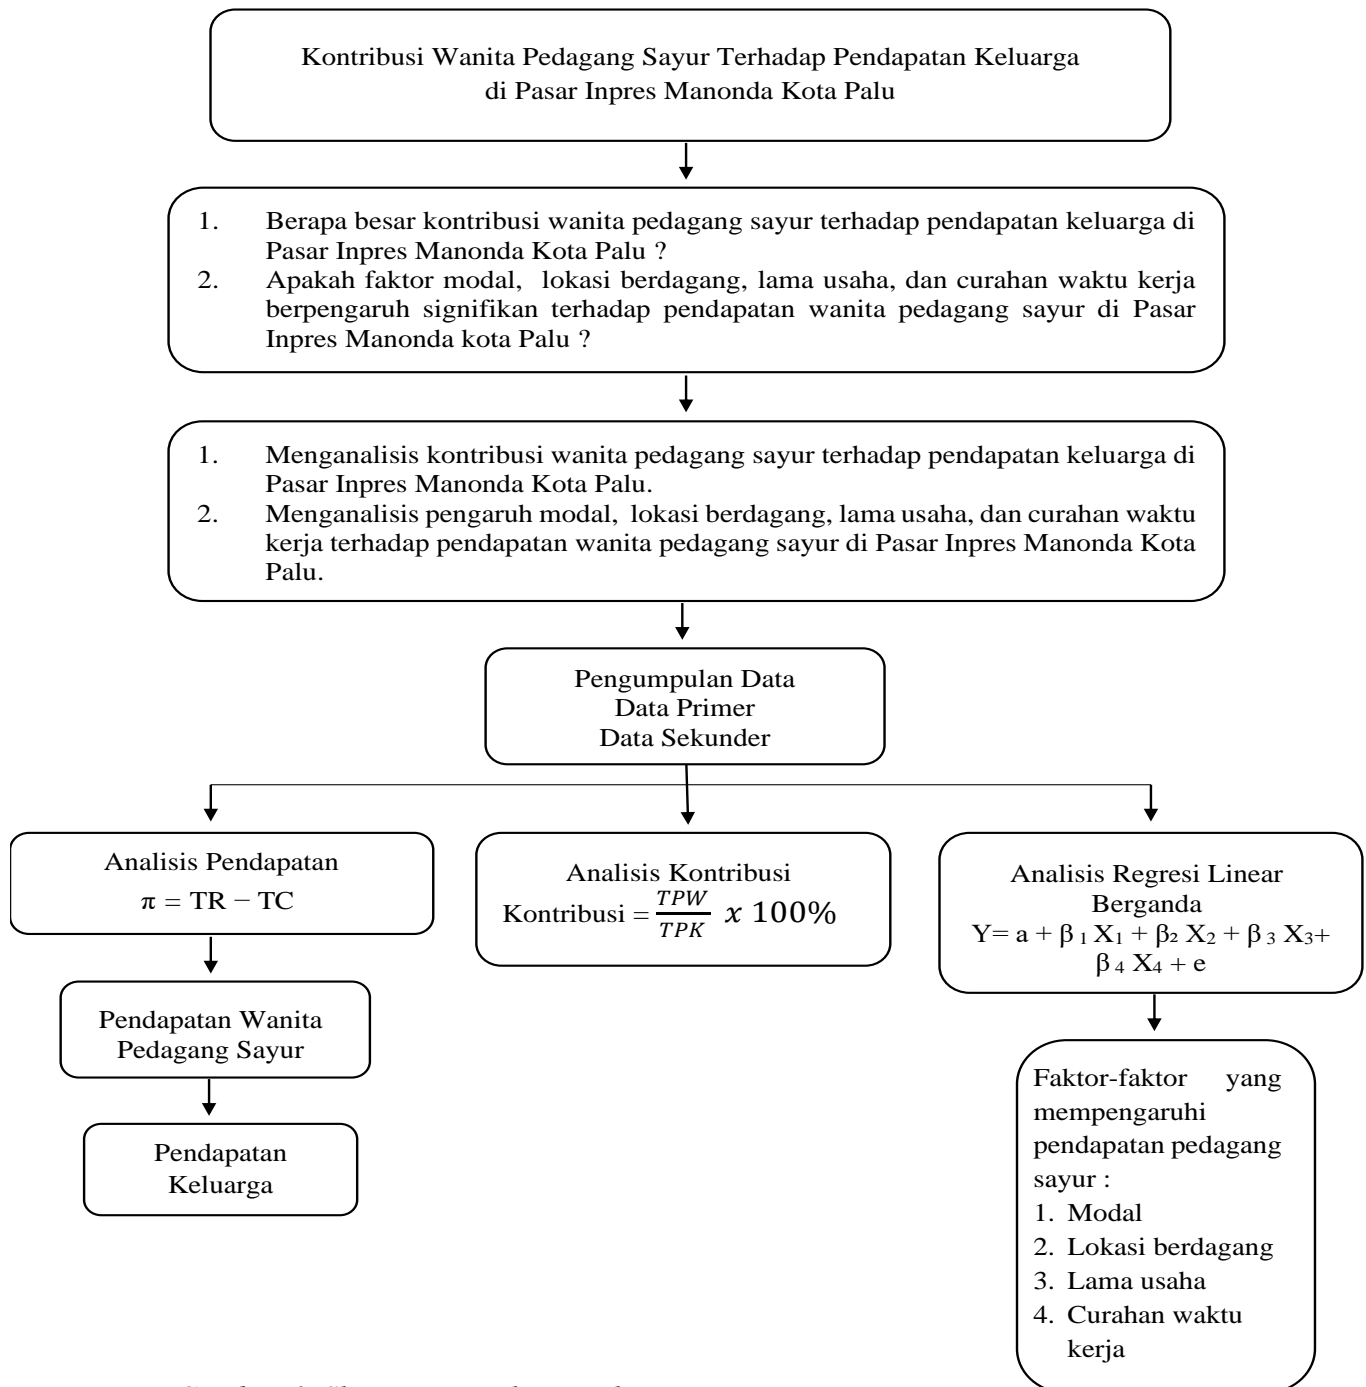 Kontribusi Wanita Pedagang Sayur Terhadap Pendapatan Keluarga
di Pasar Inpres Manonda Kota Palu
1. Berapa besar kontribusi wanita pedagang sayur terhadap pendapatan keluarga di
Pasar Inpres Manonda Kota Palu ?
2. Apakah faktor modal, lokasi berdagang, lama usaha, dan curahan waktu kerja
berpengaruh signifikan terhadap pendapatan wanita pedagang sayur di Pasar
Inpres Manonda kota Palu ?
1. Menganalisis kontribusi wanita pedagang sayur terhadap pendapatan keluarga di
Pasar Inpres Manonda Kota Palu.
2. Menganalisis pengaruh modal, lokasi berdagang, lama usaha, dan curahan waktu
kerja terhadap pendapatan wanita pedagang sayur di Pasar Inpres Manonda Kota
Palu.
Pengumpulan Data
Data Primer
Data Sekunder
Analisis Pendapatan
π = TR − TC
Pendapatan Wanita
Pedagang Sayur
Pendapatan
Keluarga
Analisis Kontribusi
Kontribusi = TPW/TPK x 100%
Analisis Regresi Linear
Berganda
Y= a + β₁ X₁ + β₂ X₂ + β₃ X₃+
β₄ X₄ + e
Faktor-faktor yang
mempengaruhi
pendapatan pedagang
sayur :
1. Modal
2. Lokasi berdagang
3. Lama usaha
4. Curahan waktu
kerja